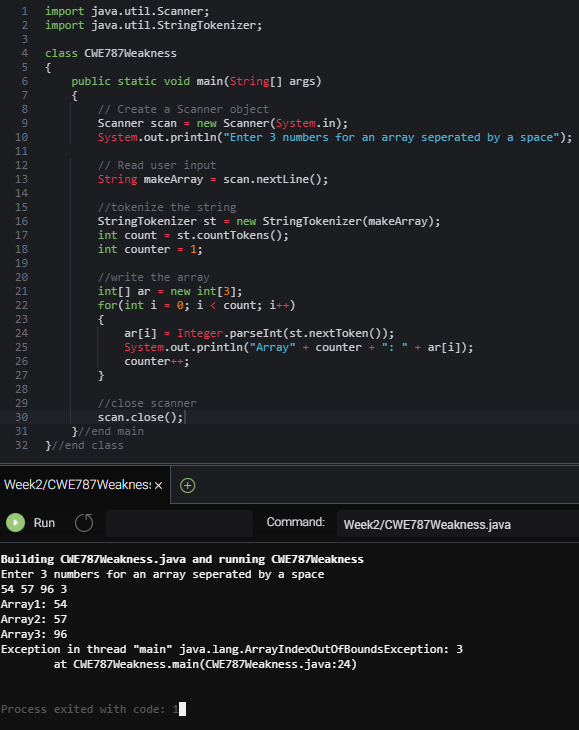 1 import java.util.Scanner;
2 import java.util.StringTokenizer;
3
4 class CWE787Weakness
5 {
6 public static void main(String[] args)
7 {
8 // Create a Scanner object
9 Scanner scan = new Scanner(System.in);
10 System.out.println("Enter 3 numbers for an array seperated by a space");
11
12 // Read user input
13 String makeArray = scan.nextLine();
14
15 //tokenize the string
16 StringTokenizer st = new StringTokenizer(makeArray);
17 int count = st.countTokens();
18 int counter = 1;
19
20 //write the array
21 int[] ar = new int[3];
22 for(int i = 0; i < count; i++)
23 {
24 ar[i] = Integer.parseInt(st.nextToken());
25 System.out.println("Array" + counter + ": " + ar[i]);
26 counter++;
27 }
28
29 //close scanner
30 scan.close();
31 }//end main
32 }//end class
Week2/CWE787Weakness x
Run Command: Week2/CWE787Weakness.java
Building CWE787Weakness.java and running CWE787Weakness
Enter 3 numbers for an array seperated by a space
54 57 96 3
Array1: 54
Array2: 57
Array3: 96
Exception in thread "main" java.lang.ArrayIndexOutOfBoundsException: 3
at CWE787Weakness.main(CWE787Weakness.java:24)
Process exited with code: 1